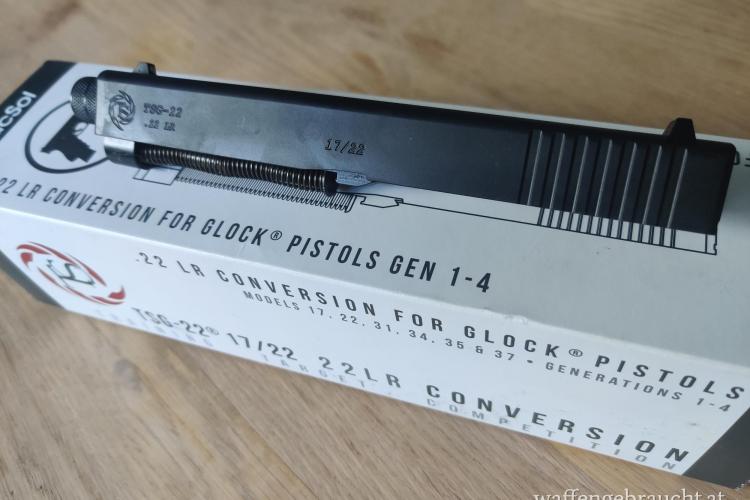 TSG-22
.22 LR
17/22
22 LR CONVERSION FOR GLOCK® PISTOLS GEN 1-4
.22 LR CONVERSION FOR GLOCK® PISTOLS
MODELS 17, 22, 31, 34, 35 & 37 - GENERATIONS 1-4
TSG-22® 17/22 22LR CONVERSION
TRAINING TARGET COMPETITION
waffengebraucht.at